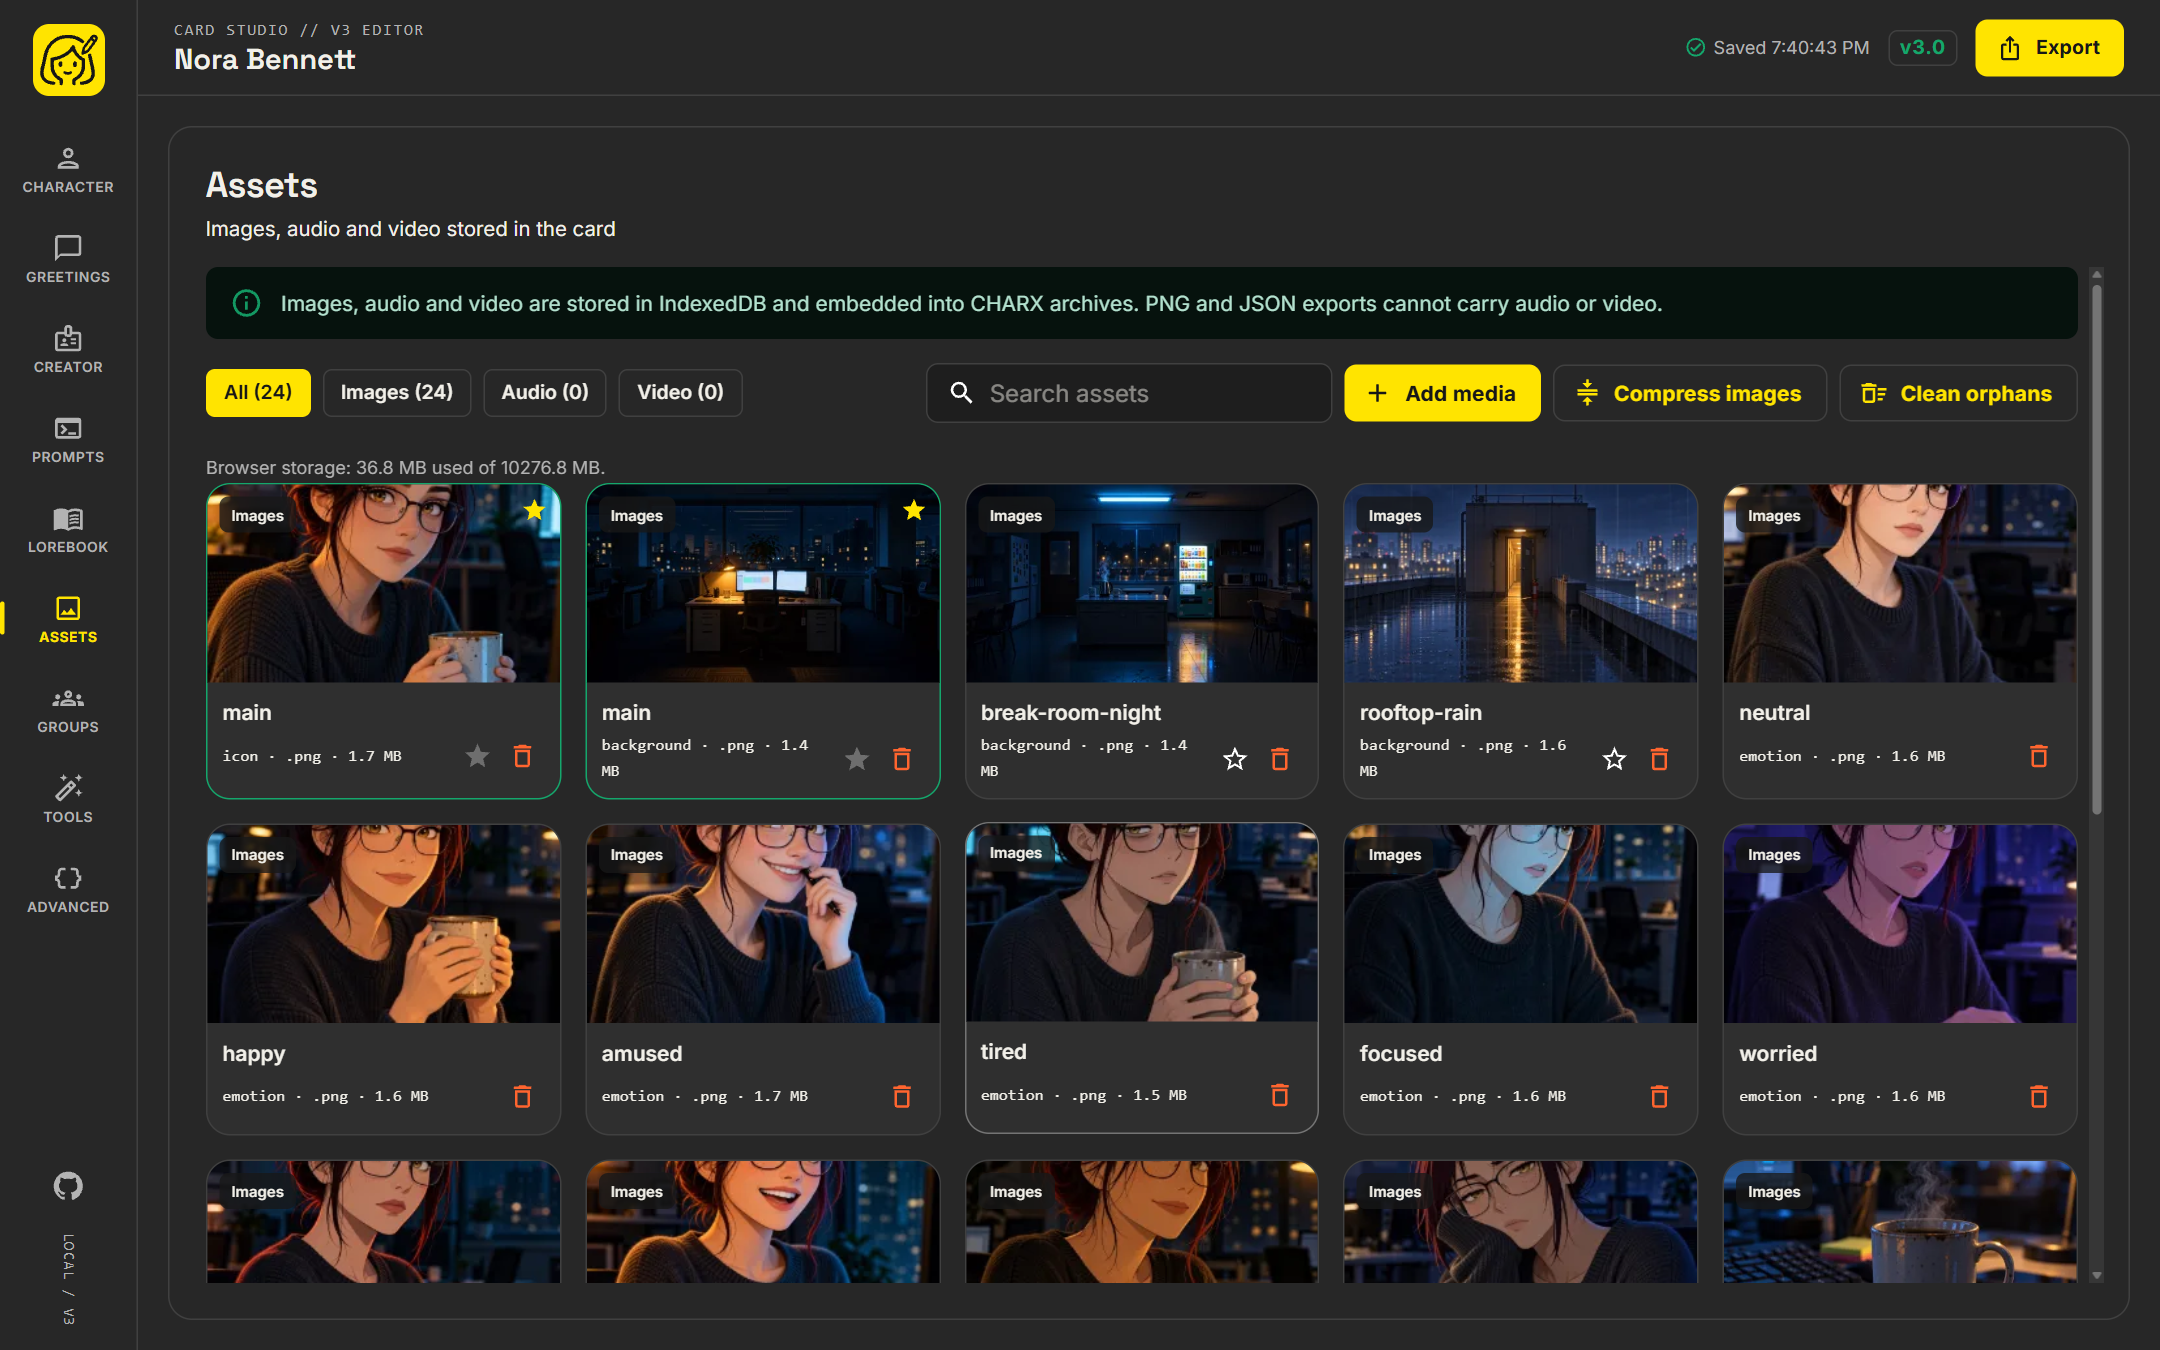 CARD STUDIO // V3 EDITOR
Nora Bennett
Saved 7:40:43 PM
v3.0
Export
CHARACTER
GREETINGS
CREATOR
PROMPTS
LOREBOOK
ASSETS
GROUPS
TOOLS
ADVANCED
LOCAL / V3
Assets
Images, audio and video stored in the card
Images, audio and video are stored in IndexedDB and embedded into CHARX archives. PNG and JSON exports cannot carry audio or video.
All (24)
Images (24)
Audio (0)
Video (0)
Search assets
Add media
Compress images
Clean orphans
Browser storage: 36.8 MB used of 10276.8 MB.
Images
main
icon · .png · 1.7 MB
Images
main
background · .png · 1.4
MB
Images
break-room-night
background · .png · 1.4
MB
Images
rooftop-rain
background · .png · 1.6
MB
Images
neutral
emotion · .png · 1.6 MB
Images
happy
emotion · .png · 1.6 MB
Images
amused
emotion · .png · 1.7 MB
Images
tired
emotion · .png · 1.5 MB
Images
focused
emotion · .png · 1.6 MB
Images
worried
emotion · .png · 1.6 MB
Images
Images
Images
Images
Images